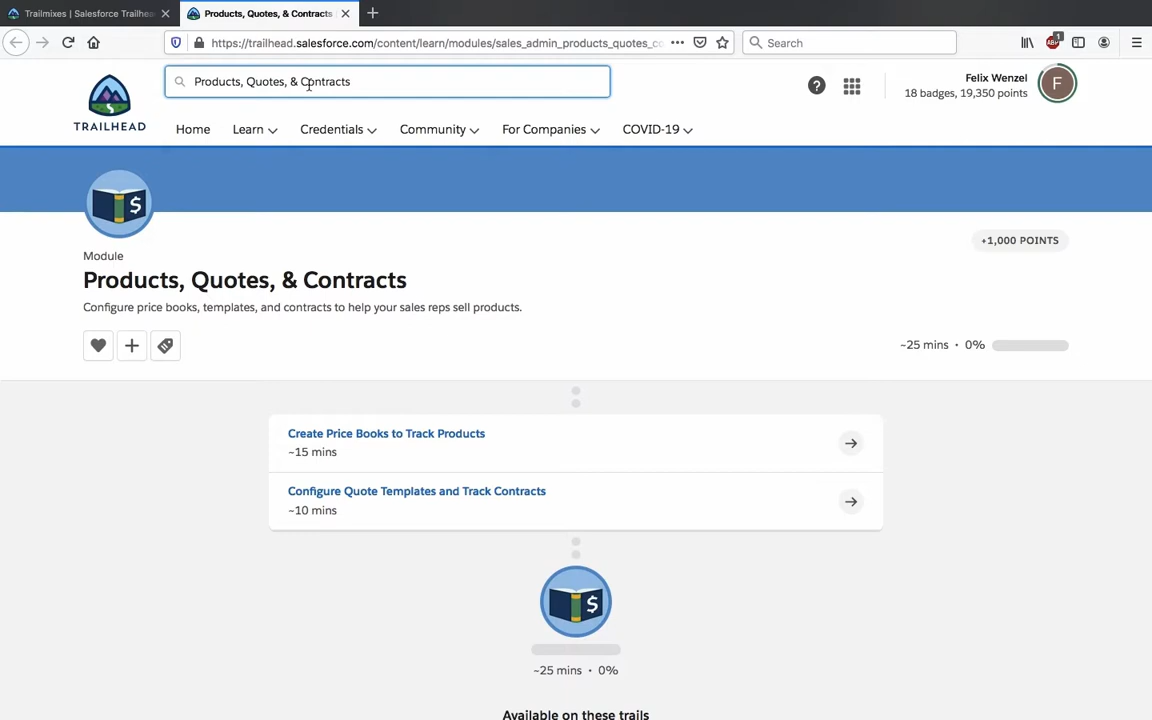 Trailmixes | Salesforce Trailhea
Products, Quotes, & Contracts
https://trailhead.salesforce.com/content/learn/modules/sales_admin_products_quotes_co
Search
1
Products, Quotes, & Contracts
TRAILHEAD
?
Felix Wenzel
18 badges, 19,350 points
F
Home
Learn
Credentials
Community
For Companies
COVID-19
$
+1,000 POINTS
Module
Products, Quotes, & Contracts
Configure price books, templates, and contracts to help your sales reps sell products.
~25 mins • 0%
Create Price Books to Track Products
~15 mins
Configure Quote Templates and Track Contracts
~10 mins
$
~25 mins • 0%
Available on these trails